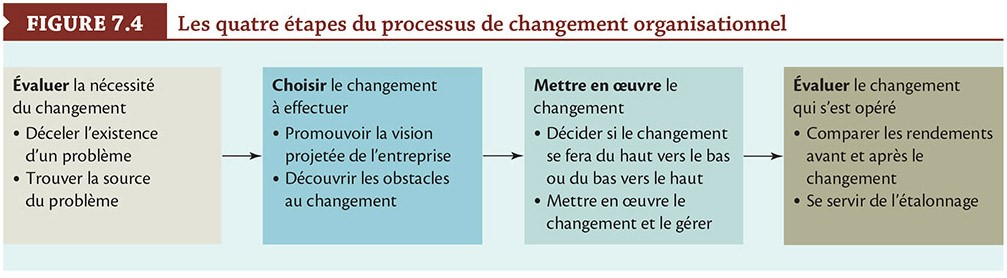 FIGURE 7.4
Les quatre étapes du processus de changement organisationnel
Évaluer la nécessité
du changement
• Déceler l'existence
d'un problème
• Trouver la source
du problème
Choisir le changement
à effectuer
• Promouvoir la vision
projetée de l'entreprise
• Découvrir les obstacles
au changement
Mettre en œuvre le
changement
• Décider si le changement
se fera du haut vers le bas
ou du bas vers le haut
• Mettre en œuvre le
changement et le gérer
Évaluer le changement
qui s'est opéré
• Comparer les rendements
avant et après le
changement
• Se servir de l'étalonnage